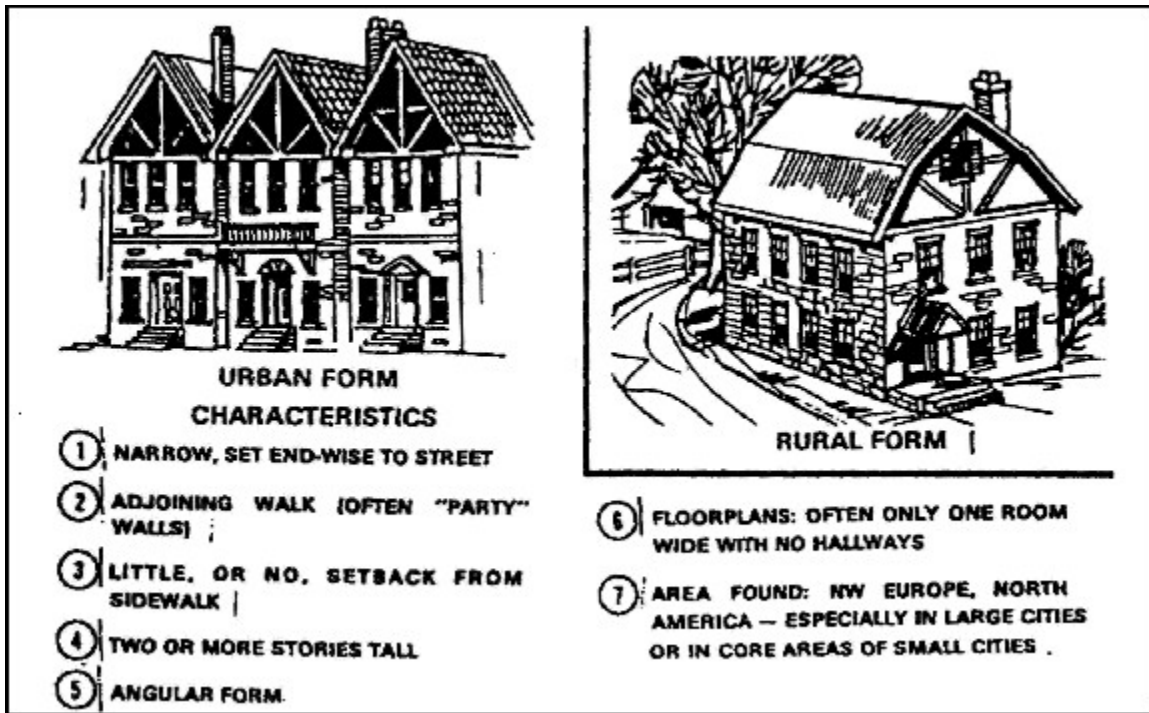 URBAN FORM
CHARACTERISTICS
1 NARROW, SET END-WISE TO STREET
2 ADJOINING WALK (OFTEN "PARTY"
WALLS)
3 LITTLE, OR NO, SETBACK FROM
SIDEWALK
4 TWO OR MORE STORIES TALL
5 ANGULAR FORM
RURAL FORM
6 FLOORPLANS: OFTEN ONLY ONE ROOM
WIDE WITH NO HALLWAYS
7 AREA FOUND: NW EUROPE, NORTH
AMERICA — ESPECIALLY IN LARGE CITIES
OR IN CORE AREAS OF SMALL CITIES .